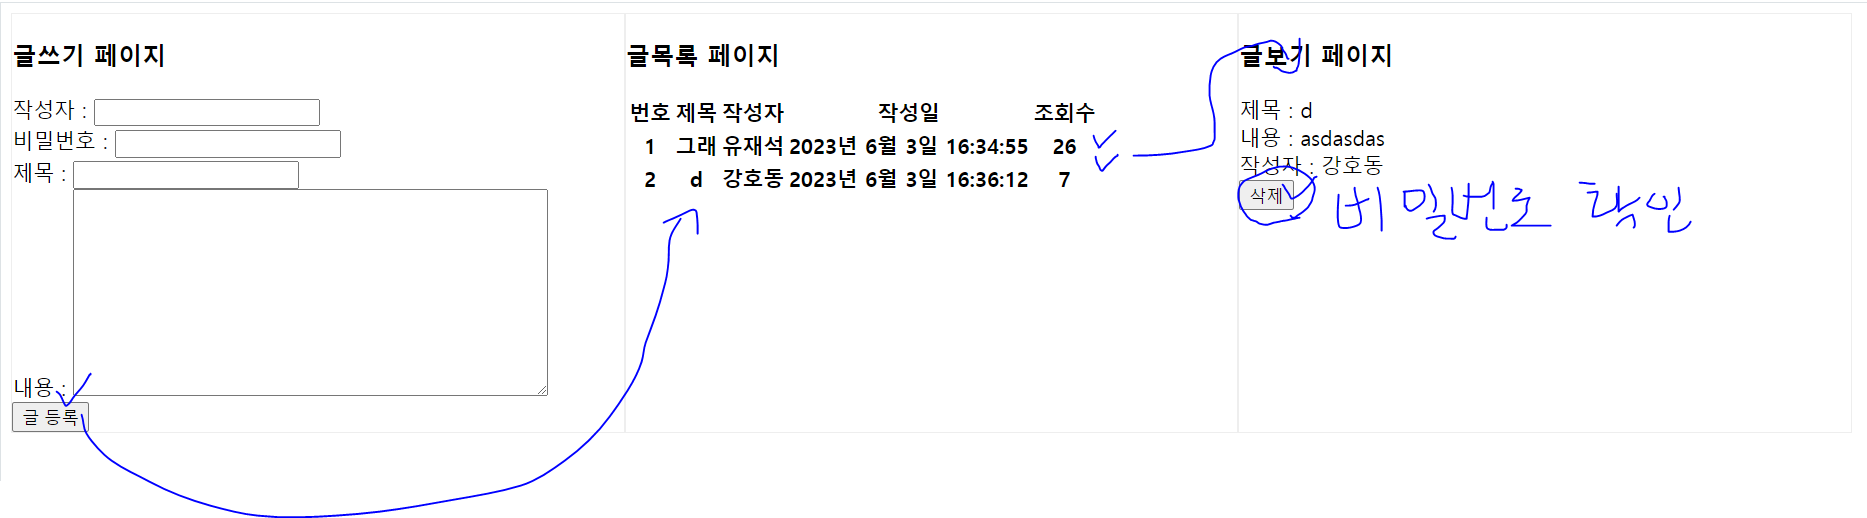 글쓰기 페이지
작성자 :
비밀번호 :
제목 :
내용 :
글 등록
글목록 페이지
번호 제목 작성자 작성일 조회수
1 그래 유재석 2023년 6월 3일 16:34:55 26
2 d 강호동 2023년 6월 3일 16:36:12 7
글보기 페이지
제목 : d
내용 : asdasdas
작성자 : 강호동
삭제
비밀번호 확인